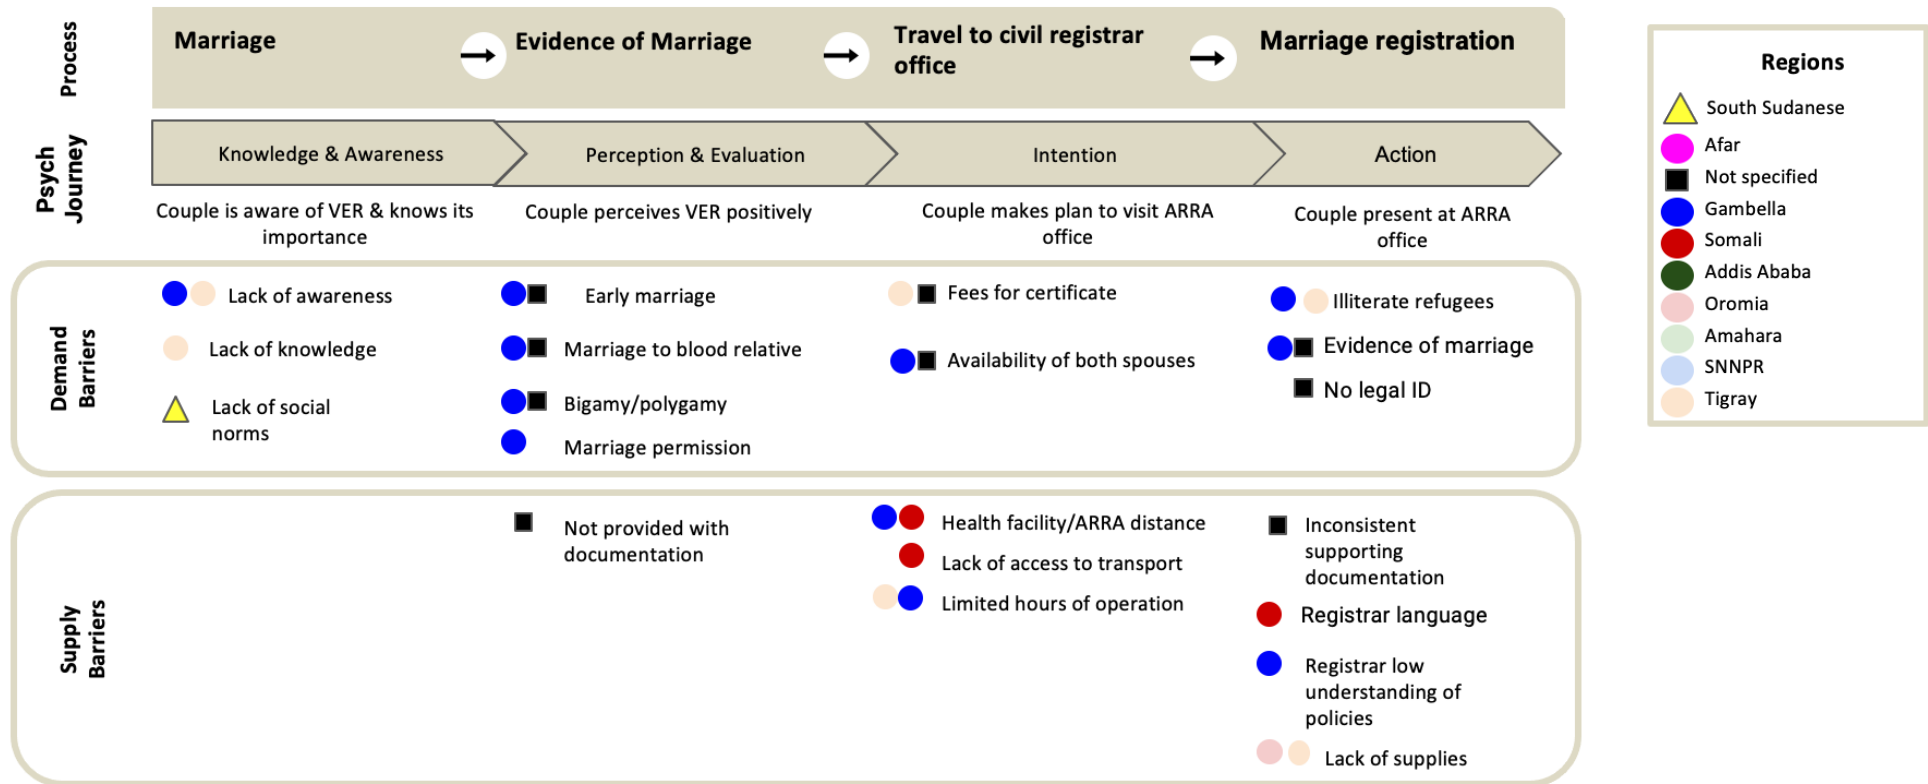 Process
Marriage
Evidence of Marriage
Travel to civil registrar
office
Marriage registration
Psych
Journey
Knowledge & Awareness
Perception & Evaluation
Intention
Action
Couple is aware of VER & knows its
importance
Couple perceives VER positively
Couple makes plan to visit ARRA
office
Couple present at ARRA
office
Demand
Barriers
Lack of awareness
Lack of knowledge
Lack of social
norms
Early marriage
Marriage to blood relative
Bigamy/polygamy
Marriage permission
Fees for certificate
Availability of both spouses
Illiterate refugees
Evidence of marriage
No legal ID
Supply
Barriers
Not provided with
documentation
Health facility/ARRA distance
Lack of access to transport
Limited hours of operation
Inconsistent
supporting
documentation
Registrar language
Registrar low
understanding of
policies
Lack of supplies
Regions
South Sudanese
Afar
Not specified
Gambella
Somali
Addis Ababa
Oromia
Amahara
SNNPR
Tigray